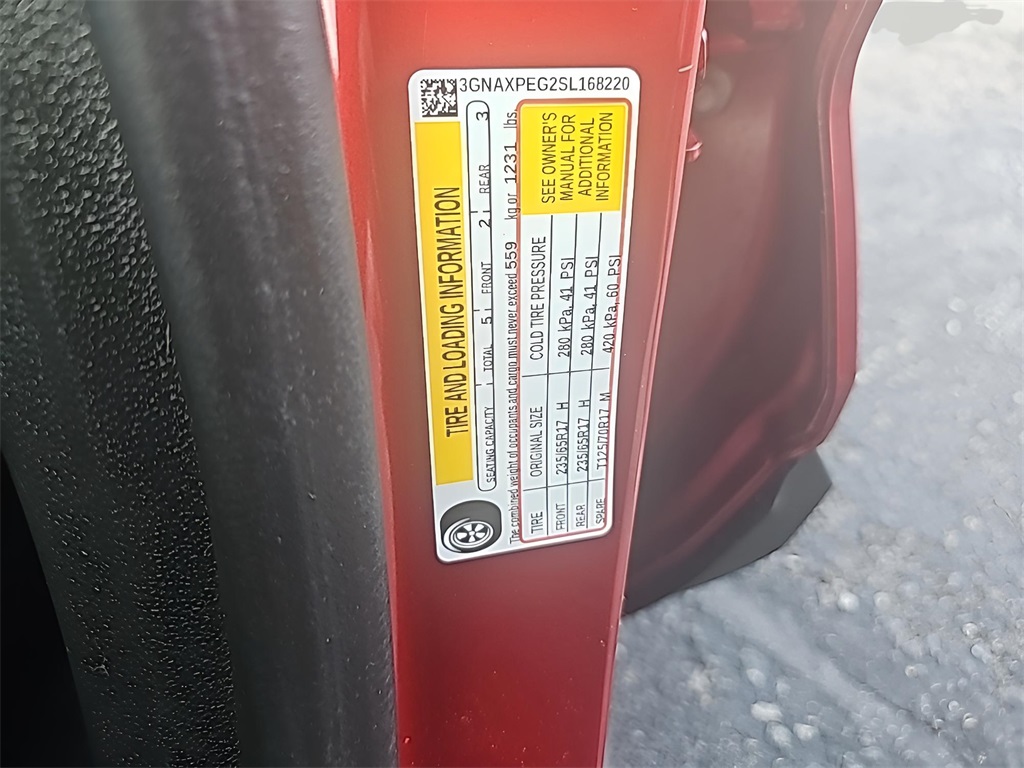 3GNAXPEG2SL168220
TIRE AND LOADING INFORMATION
SEATING CAPACITY TOTAL 5 FRONT 2 REAR 3
The combined weight of occupants and cargo must never exceed 559 kg or 1231 lbs.
TIRE ORIGINAL SIZE COLD TIRE PRESSURE
FRONT 235/65R17 H 280 kPa, 41 PSI
REAR 235/65R17 H 280 kPa, 41 PSI
SPARE T125/70R17 M 420 kPa, 60 PSI
SEE OWNER'S
MANUAL FOR
ADDITIONAL
INFORMATION